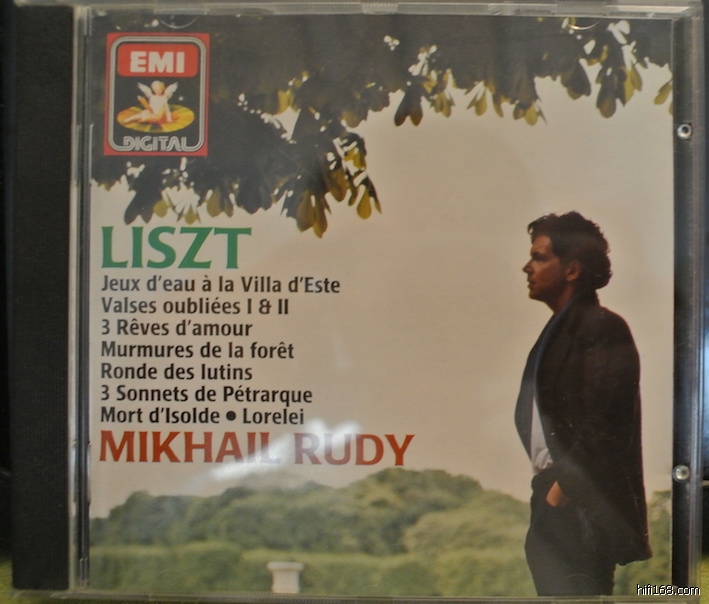 EMI
DIGITAL
LISZT
Jeux d'eau à la Villa d'Este
Valses oubliées I & II
3 Rêves d'amour
Murmures de la forêt
Ronde des lutins
3 Sonnets de Pétrarque
Mort d'Isolde • Lorelei
MIKHAIL RUDY
hifi168.com